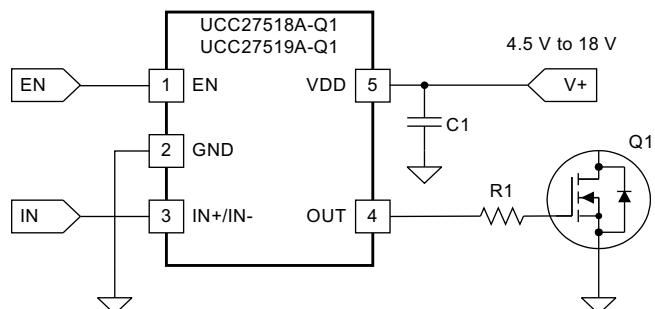 UCC27518A-Q1
UCC27519A-Q1
4.5 V to 18 V
EN
1
EN
VDD
5
V+
C1
2
GND
Q1
R1
IN
3
IN+/IN-
OUT
4